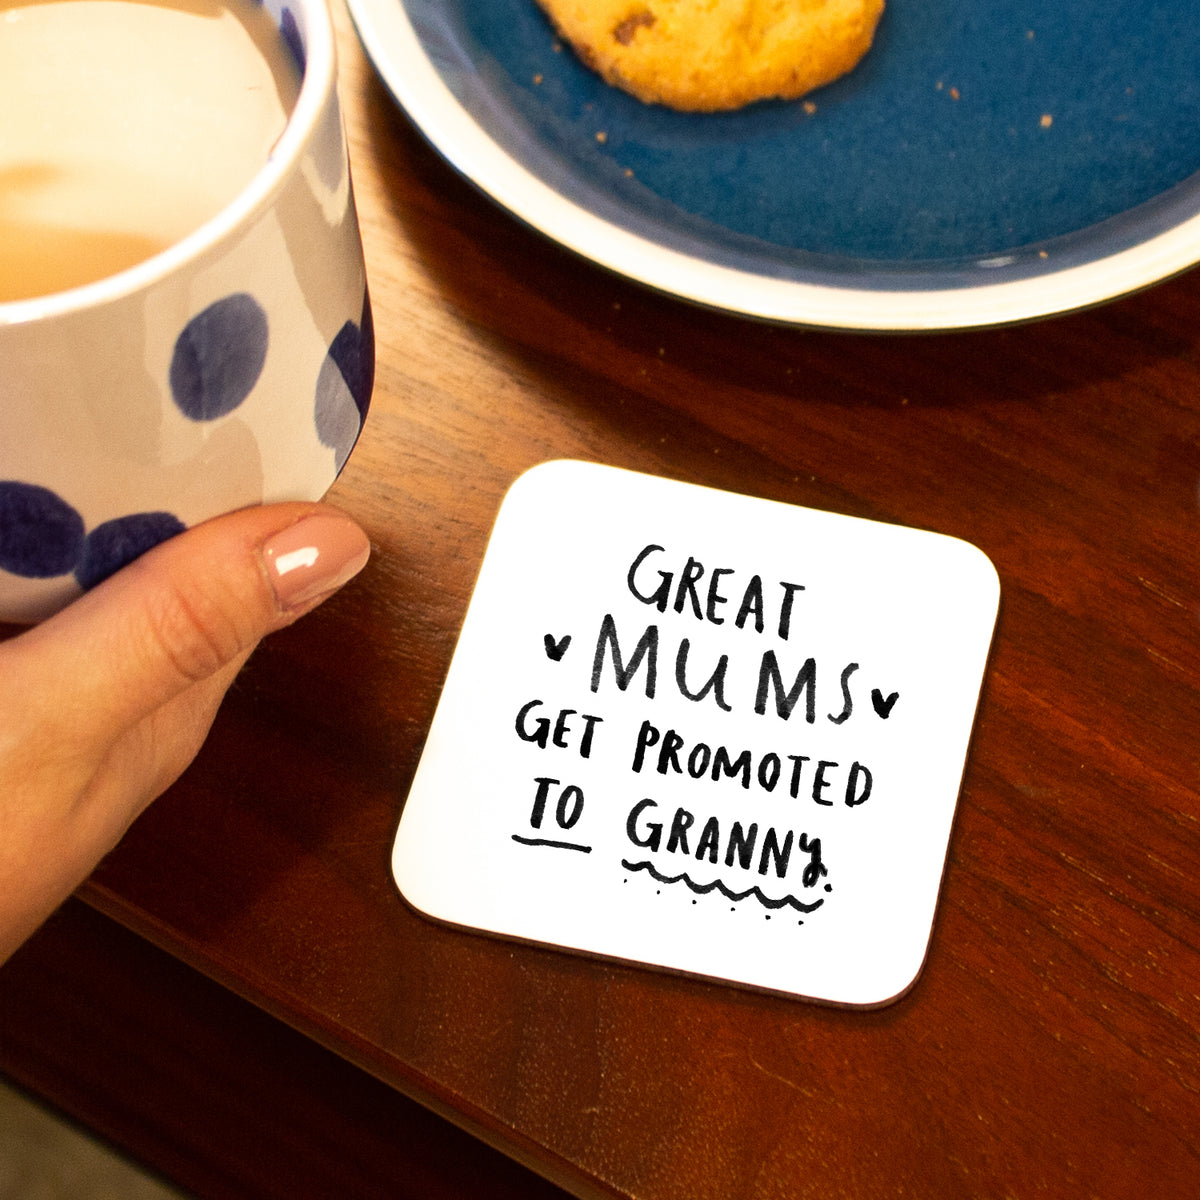 GREAT
MUMS
GET PROMOTED
TO GRANNY.